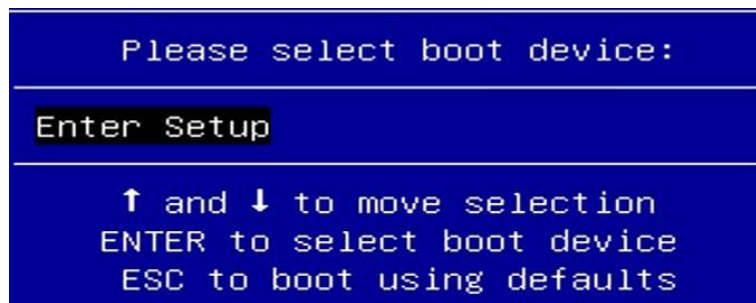 Please select boot device:
Enter Setup
↑ and ↓ to move selection
ENTER to select boot device
ESC to boot using defaults